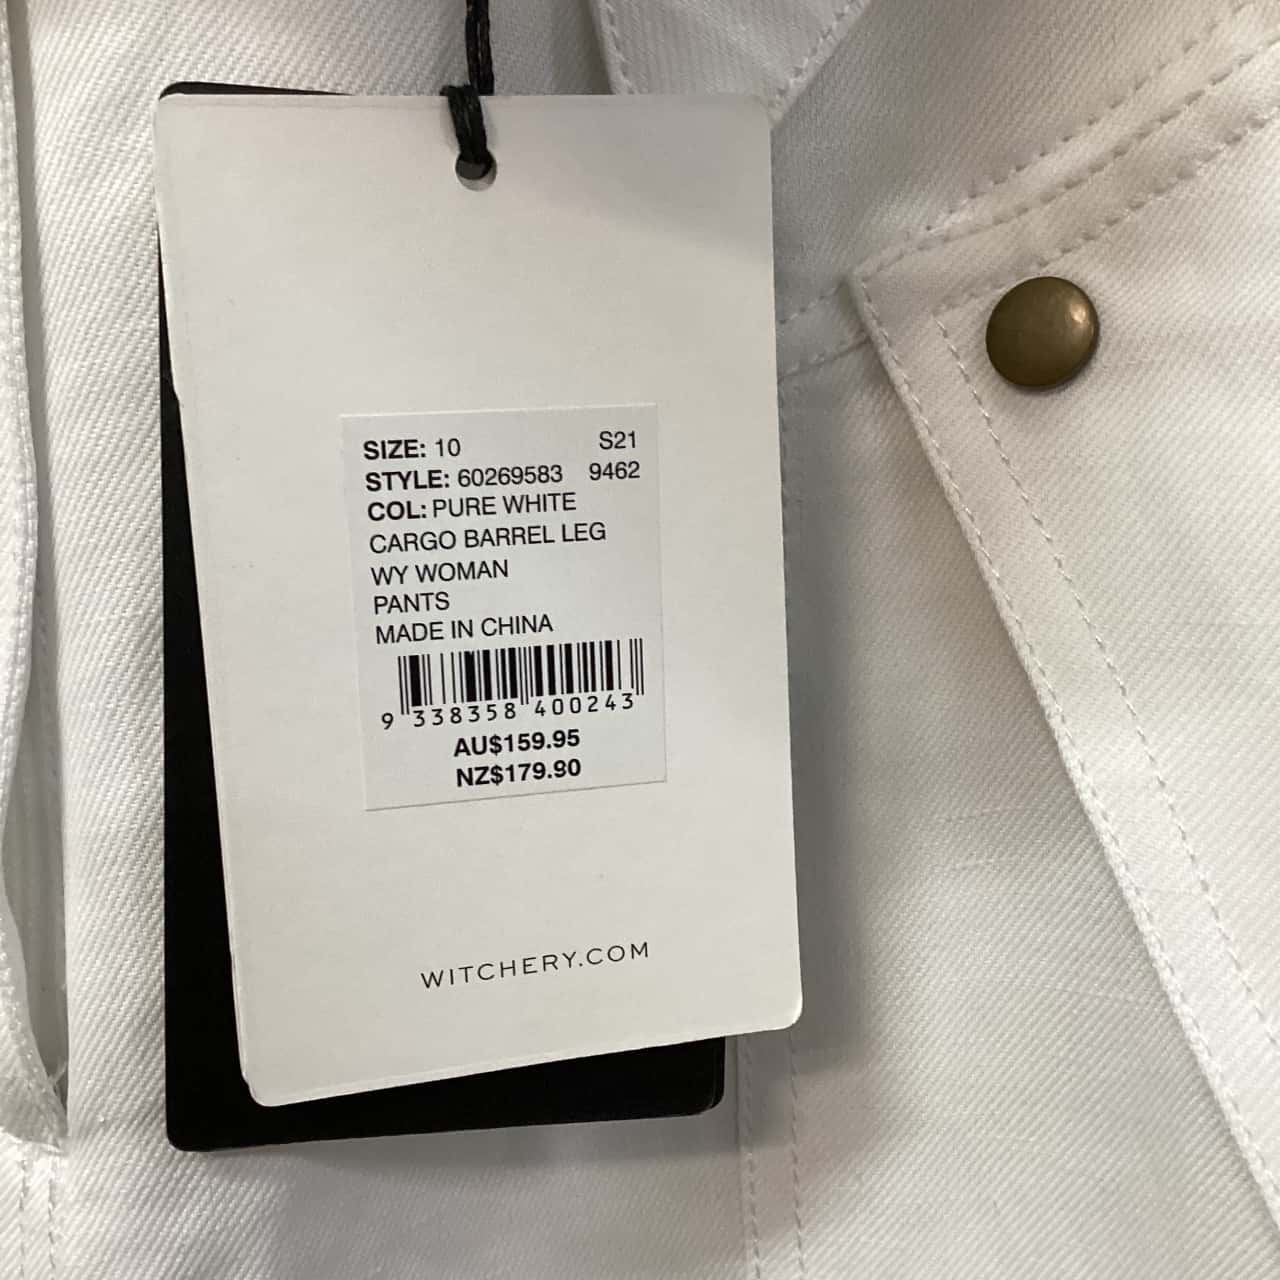 SIZE: 10 S21
STYLE: 60269583 9462
COL: PURE WHITE
CARGO BARREL LEG
WY WOMAN
PANTS
MADE IN CHINA
9 338358 400243
AU$159.95
NZ$179.90
WITCHERY.COM